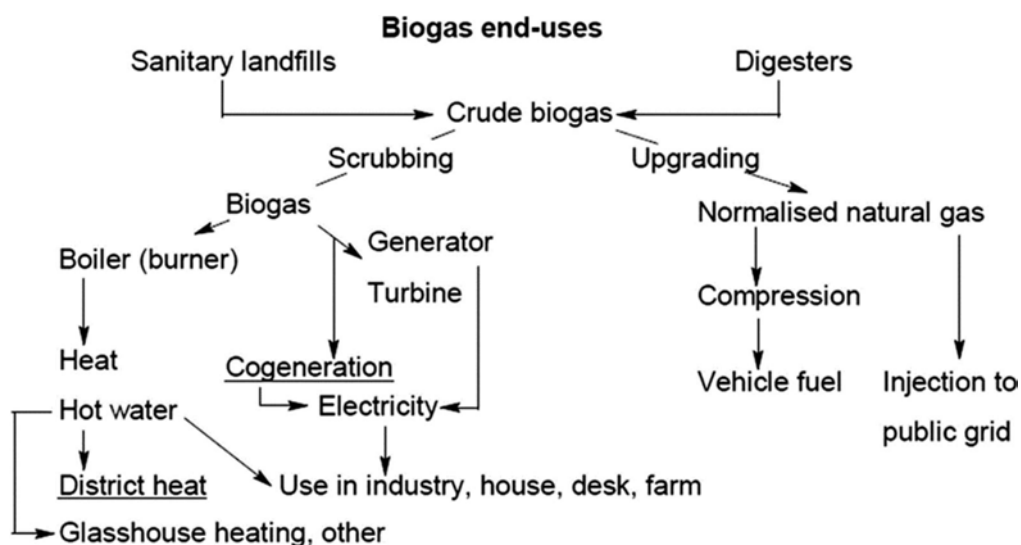 Biogas end-uses
Sanitary landfills
Digesters
Crude biogas
Scrubbing
Upgrading
Biogas
Normalised natural gas
Generator
Boiler (burner)
Turbine
Compression
Heat
Cogeneration
Vehicle fuel
Injection to
public grid
Hot water
Electricity
District heat
Use in industry, house, desk, farm
Glasshouse heating, other